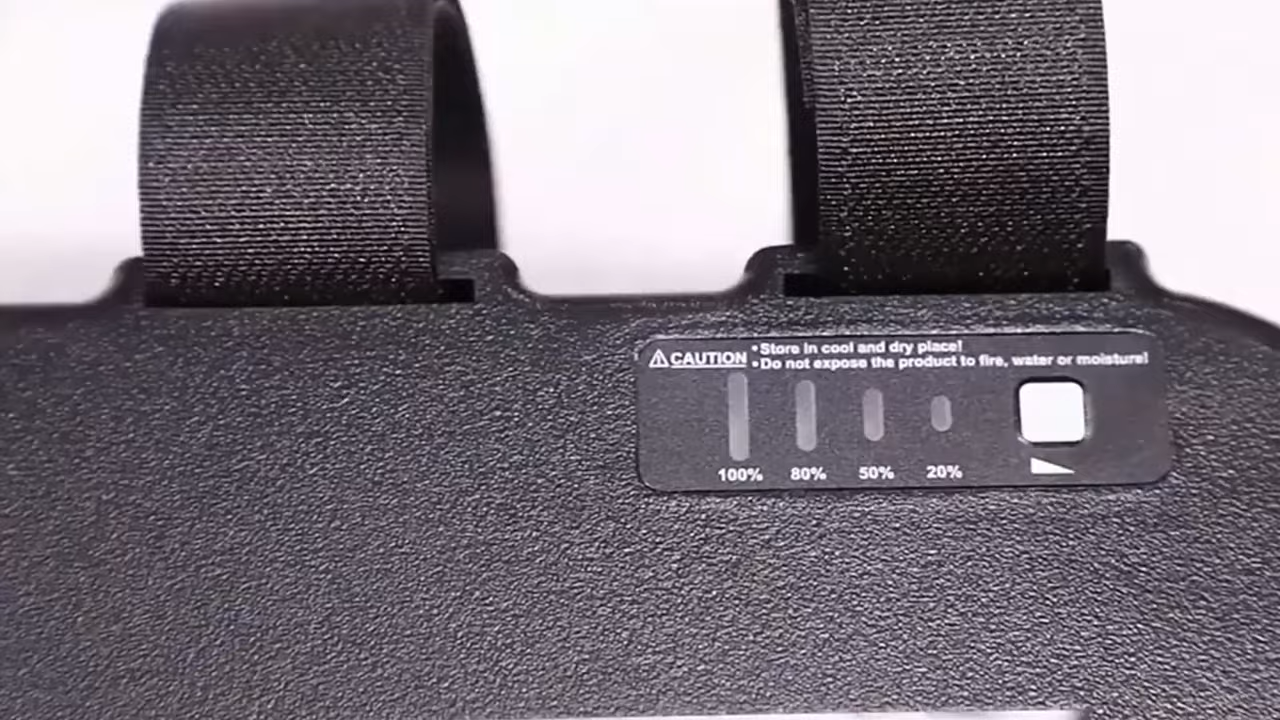 ⚠CAUTION
•Store in cool and dry place!
•Do not expose the product to fire, water or moisture!
100% 80% 50% 20%